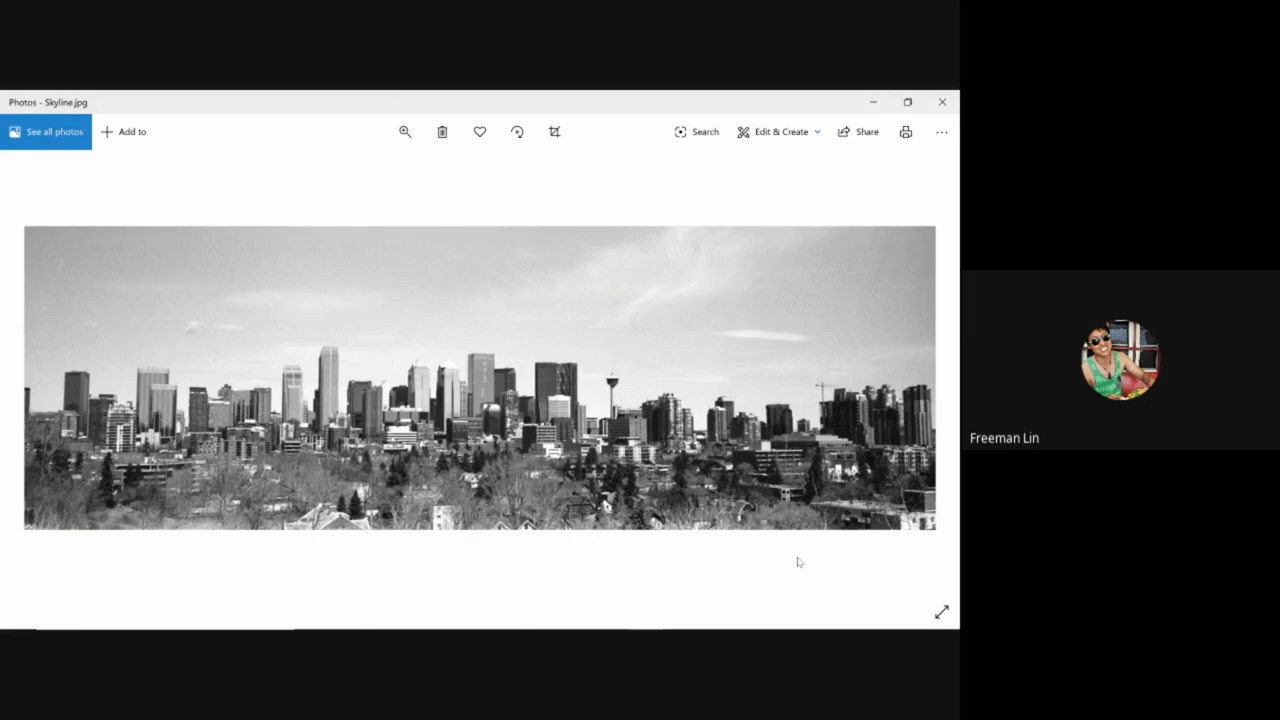 Photos - Skyline.jpg
See all photos
Add to
Search
Edit & Create
Share
Freeman Lin